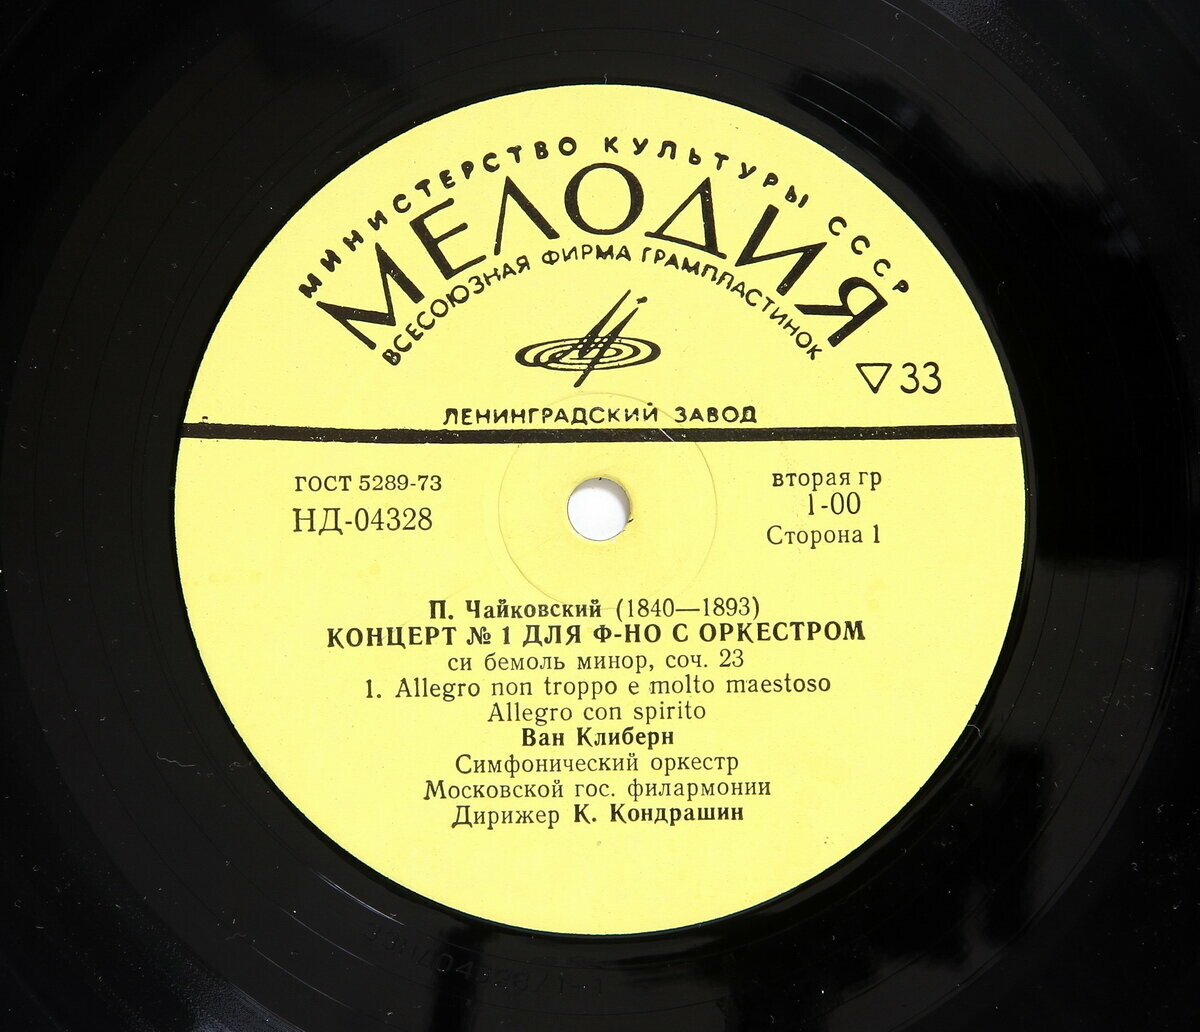 МИНИСТЕРСТВО КУЛЬТУРЫ СССР
МЕЛОДИЯ
ВСЕСОЮЗНАЯ ФИРМА ГРАМПЛАСТИНОК
▽33
ЛЕНИНГРАДСКИЙ ЗАВОД
ГОСТ 5289-73
НД-04328
вторая гр
1-00
Сторона 1
П. Чайковский (1840—1893)
КОНЦЕРТ № 1 ДЛЯ Ф-НО С ОРКЕСТРОМ
си бемоль минор, соч. 23
1. Allegro non troppo e molto maestoso
Allegro con spirito
Ван Клиберн
Симфонический оркестр
Московской гос. филармонии
Дирижер К. Кондрашин